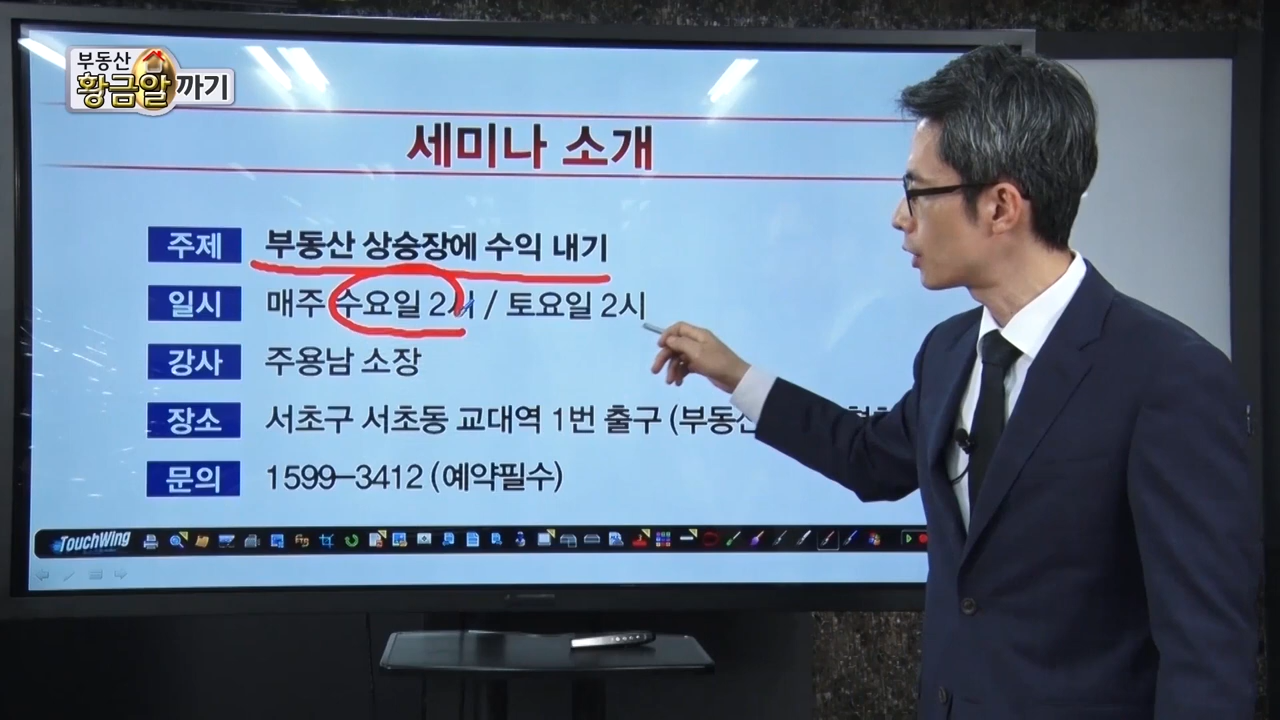 부동산
황금알까기
세미나 소개
주제 부동산 상승장에 수익 내기
일시 매주 수요일 2시 / 토요일 2시
강사 주용남 소장
장소 서초구 서초동 교대역 1번 출구 (부동산
문의 1599-3412 (예약필수)
TouchWing